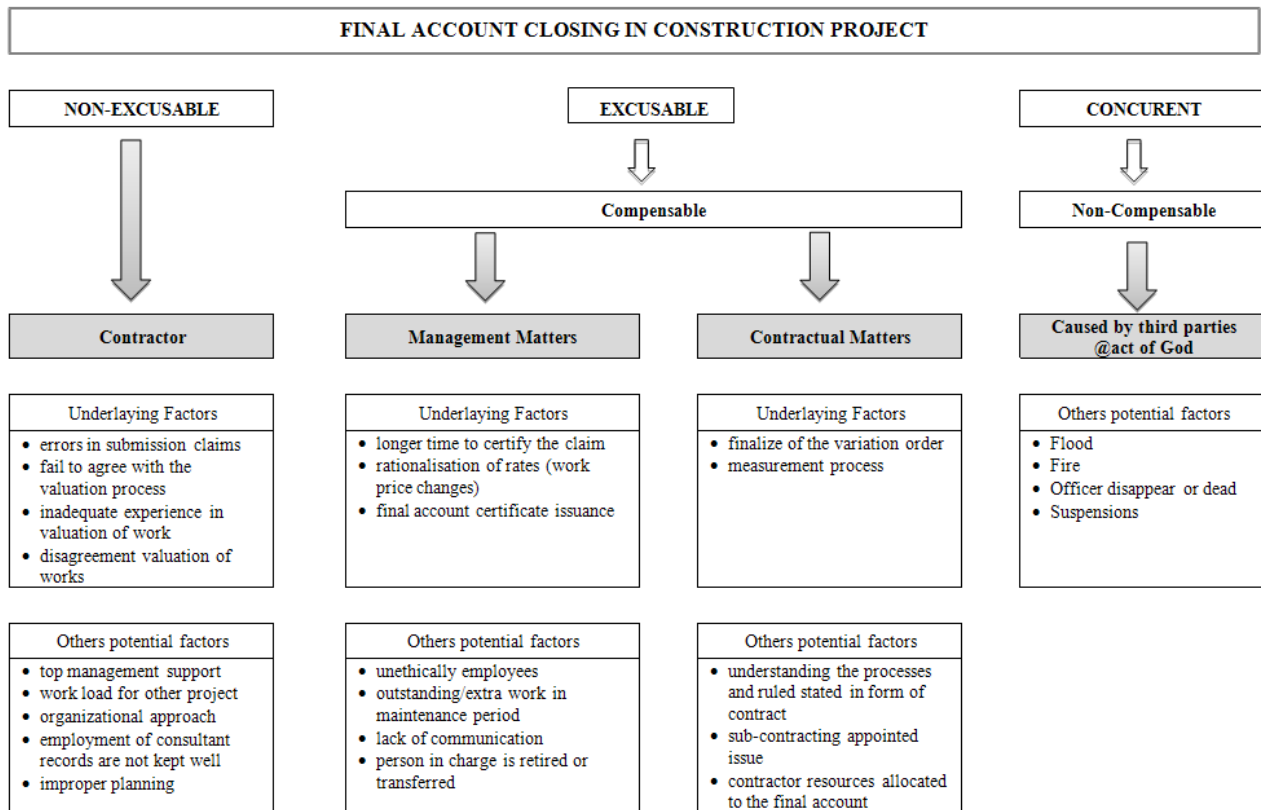 FINAL ACCOUNT CLOSING IN CONSTRUCTION PROJECT
NON-EXCUSABLE
EXCUSABLE
CONCURENT
Compensable
Non-Compensable
Contractor
Management Matters
Contractual Matters
Caused by third parties
@act of God
Underlaying Factors
• errors in submission claims
• fail to agree with the
valuation process
• inadequate experience in
valuation of work
• disagreement valuation of
works
Underlaying Factors
• longer time to certify the claim
• rationalisation of rates (work
price changes)
• final account certificate issuance
Underlaying Factors
• finalize of the variation order
• measurement process
Others potential factors
• Flood
• Fire
• Officer disappear or dead
• Suspensions
Others potential factors
• top management support
• work load for other project
• organizational approach
• employment of consultant
records are not kept well
• improper planning
Others potential factors
• unethically employees
• outstanding/extra work in
maintenance period
• lack of communication
• person in charge is retired or
transferred
Others potential factors
• understanding the processes
and ruled stated in form of
contract
• sub-contracting appointed
issue
• contractor resources allocated
to the final account